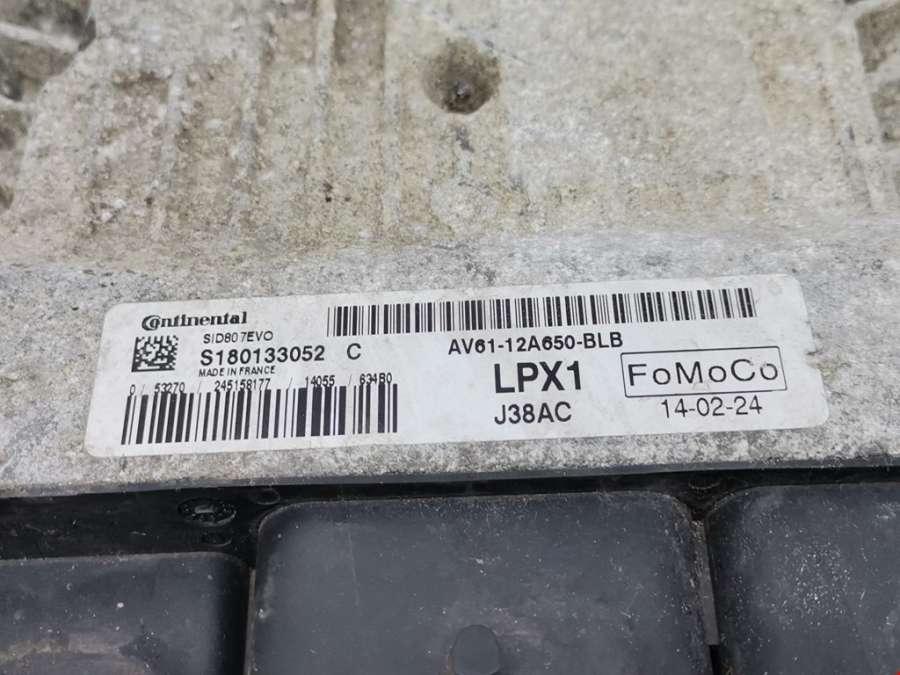 Continental
SID807EVO
S180133052 C
MADE IN FRANCE
0/ 53270 / 245158177 / 14055 / 634B0
AV61-12A650-BLB
LPX1
FoMoCo
J38AC
14-02-24